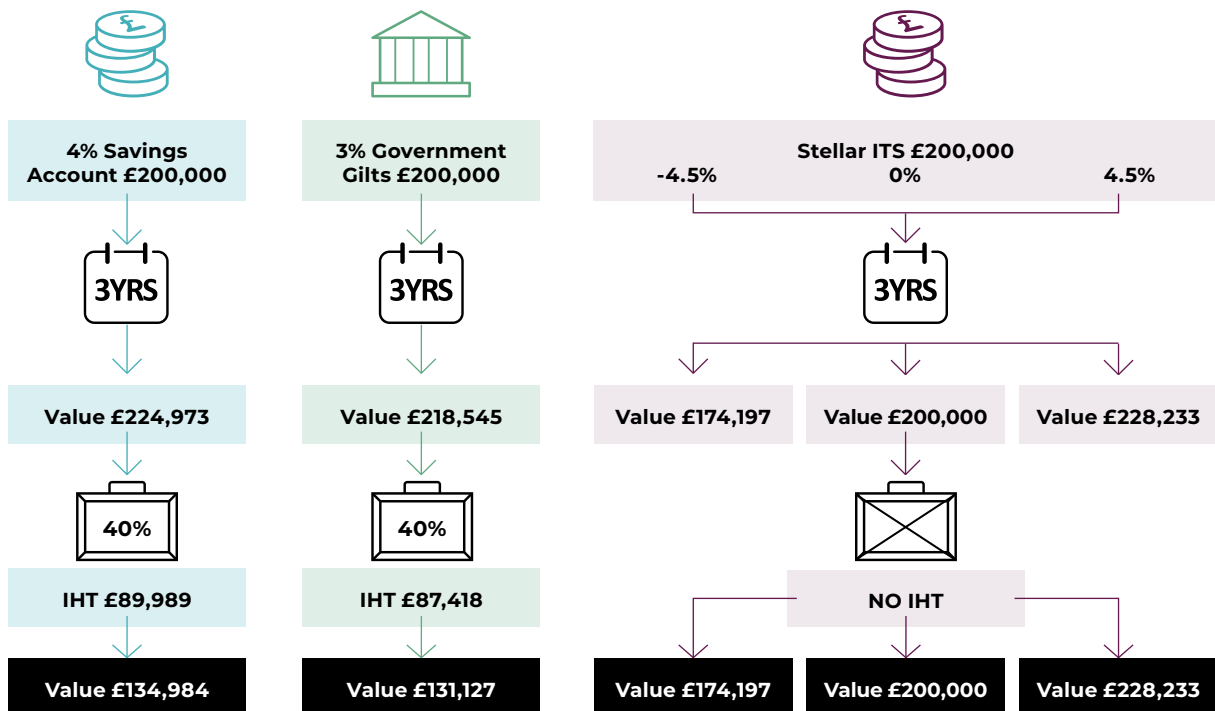 £
£
4% Savings
Account £200,000
3% Government
Gilts £200,000
Stellar ITS £200,000
-4.5% 0% 4.5%
3YRS
3YRS
3YRS
Value £224,973
Value £218,545
Value £174,197
Value £200,000
Value £228,233
40%
40%
IHT £89,989
IHT £87,418
NO IHT
Value £134,984
Value £131,127
Value £174,197
Value £200,000
Value £228,233